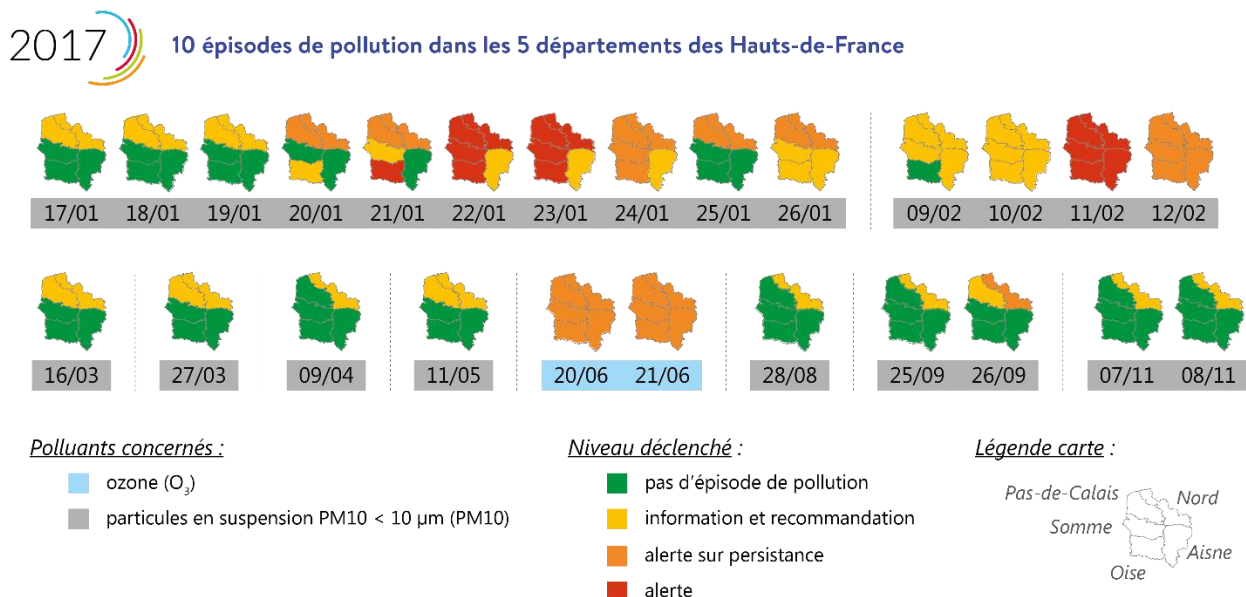 2017
10 épisodes de pollution dans les 5 départements des Hauts-de-France
17/01 18/01 19/01 20/01 21/01 22/01 23/01 24/01 25/01 26/01 09/02 10/02 11/02 12/02
16/03 27/03 09/04 11/05 20/06 21/06 28/08 25/09 26/09 07/11 08/11
Polluants concernés :
ozone (O₃)
particules en suspension PM10 < 10 µm (PM10)
Niveau déclenché :
pas d'épisode de pollution
information et recommandation
alerte sur persistance
alerte
Légende carte :
Pas-de-Calais
Nord
Somme
Aisne
Oise